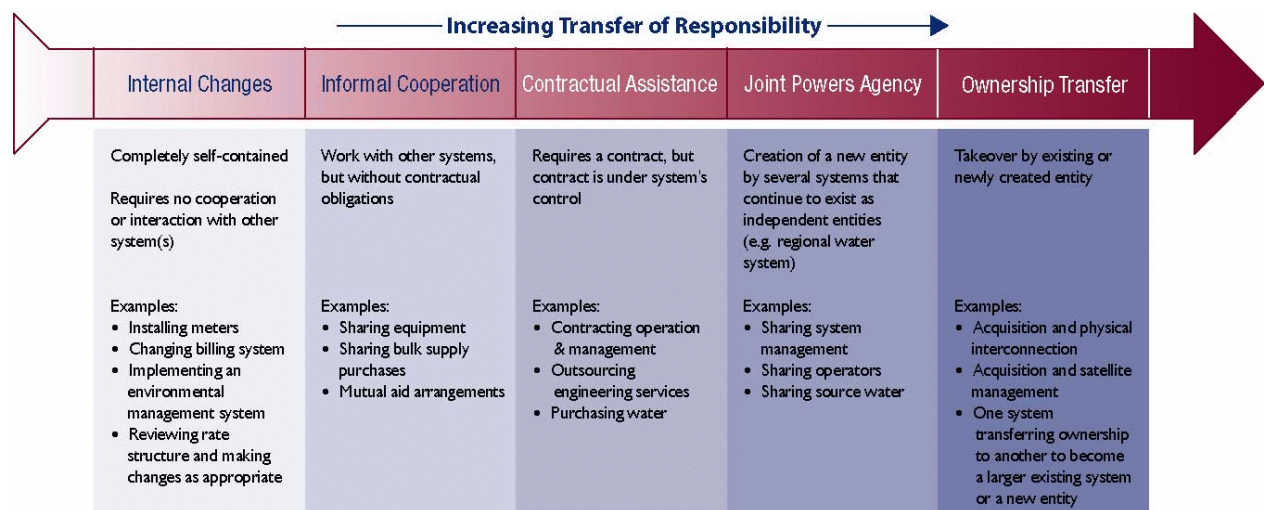 Increasing Transfer of Responsibility
Internal Changes
Informal Cooperation
Contractual Assistance
Joint Powers Agency
Ownership Transfer
Completely self-contained
Requires no cooperation
or interaction with other
system(s)
Examples:
• Installing meters
• Changing billing system
• Implementing an
environmental
management system
• Reviewing rate
structure and making
changes as appropriate
Work with other systems,
but without contractual
obligations
Examples:
• Sharing equipment
• Sharing bulk supply
purchases
• Mutual aid arrangements
Requires a contract, but
contract is under system's
control
Examples:
• Contracting operation
& management
• Outsourcing
engineering services
• Purchasing water
Creation of a new entity
by several systems that
continue to exist as
independent entities
(e.g. regional water
system)
Examples:
• Sharing system
management
• Sharing operators
• Sharing source water
Takeover by existing or
newly created entity
Examples:
• Acquisition and physical
interconnection
• Acquisition and satellite
management
• One system
transferring ownership
to another to become
a larger existing system
or a new entity